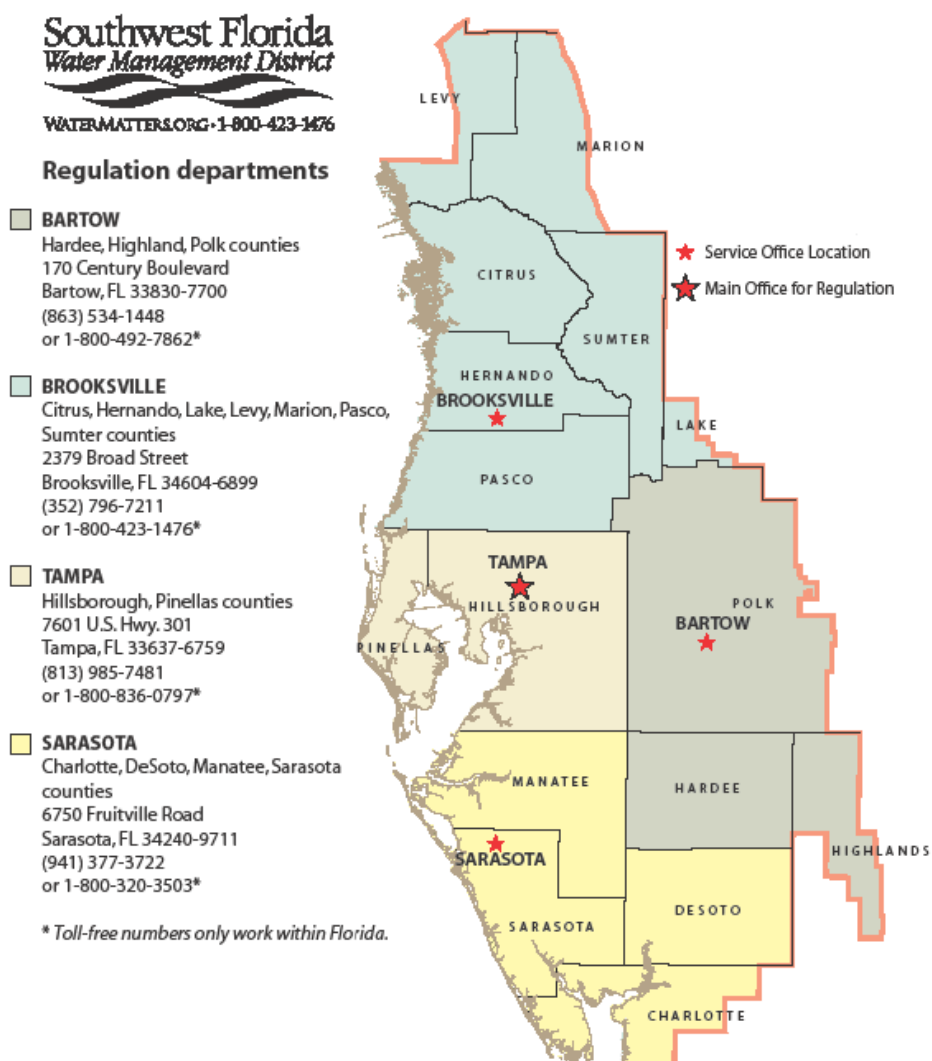 Southwest Florida
Water Management District
WATERMATTERS.ORG • 1-800-423-1476
Regulation departments
BARTOW
Hardee, Highland, Polk counties
170 Century Boulevard
Bartow, FL 33830-7700
(863) 534-1448
or 1-800-492-7862*
BROOKSVILLE
Citrus, Hernando, Lake, Levy, Marion, Pasco,
Sumter counties
2379 Broad Street
Brooksville, FL 34604-6899
(352) 796-7211
or 1-800-423-1476*
TAMPA
Hillsborough, Pinellas counties
7601 U.S. Hwy. 301
Tampa, FL 33637-6759
(813) 985-7481
or 1-800-836-0797*
SARASOTA
Charlotte, DeSoto, Manatee, Sarasota
counties
6750 Fruitville Road
Sarasota, FL 34240-9711
(941) 377-3722
or 1-800-320-3503*
* Toll-free numbers only work within Florida.
LEVY
MARION
Service Office Location
Main Office for Regulation
CITRUS
SUMTER
HERNANDO
BROOKSVILLE
LAKE
PASCO
TAMPA
HILLSBOROUGH
PINELLAS
POLK
BARTOW
MANATEE
HARDEE
HIGHLANDS
SARASOTA
DESOTO
SARASOTA
CHARLOTTE